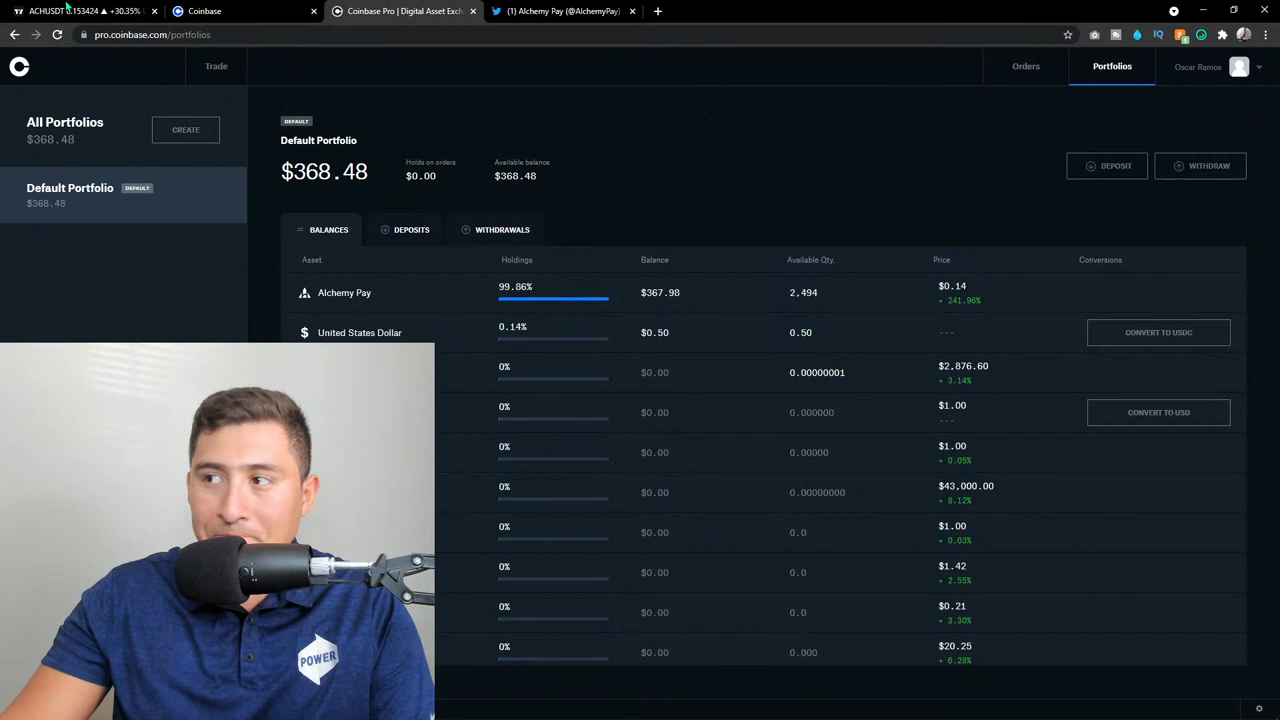 ACHUSDT 0.153424 ▲ +30.35%
Coinbase
Coinbase Pro | Digital Asset Exch
(1) Alchemy Pay (@AlchemyPay)
pro.coinbase.com/portfolios
Trade
Orders
Portfolios
Oscar Ramos
All Portfolios
$368.48
CREATE
Default Portfolio DEFAULT
$368.48
DEFAULT
Default Portfolio
$368.48
Holds on orders
$0.00
Available balance
$368.48
DEPOSIT
WITHDRAW
BALANCES
DEPOSITS
WITHDRAWALS
Asset Holdings Balance Available Qty. Price Conversions
Alchemy Pay 99.86% $367.98 2,494 $0.14
+ 241.96%
$ United States Dollar 0.14% $0.50 0.50 --- CONVERT TO USDC
0% $0.00 0.00000001 $2,876.60
+ 3.14%
0% $0.00 0.000000 $1.00 CONVERT TO USD
---
0% $0.00 0.00000 $1.00
+ 0.05%
0% $0.00 0.00000000 $43,000.00
+ 8.12%
0% $0.00 0.0 $1.00
+ 0.03%
0% $0.00 0.0 $1.42
+ 2.55%
0% $0.00 0.0 $0.21
+ 3.30%
0% $0.00 0.000 $20.25
+ 6.28%
POWER